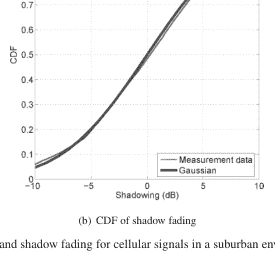 0.7
0.6
0.5
0.4
0.3
0.2
0.1
0
CDF
Measurement data
Gaussian
-10 -5 0 5 10
Shadowing (dB)
(b) CDF of shadow fading
and shadow fading for cellular signals in a suburban